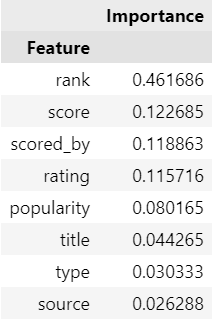 Importance
Feature
rank 0.461686
score 0.122685
scored_by 0.118863
rating 0.115716
popularity 0.080165
title 0.044265
type 0.030333
source 0.026288